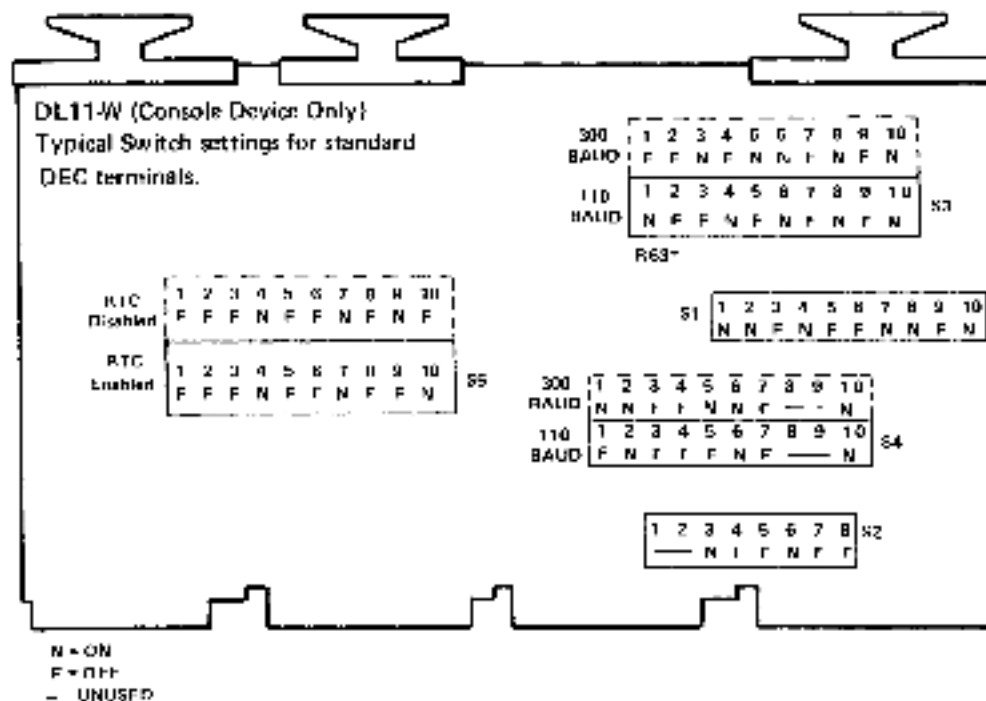 DL11-W (Console Device Only)
Typical Switch settings for standard
DEC terminals.
300 BAUD
1 2 3 4 5 6 7 8 9 10
F F N F N N F N F N
110 BAUD
1 2 3 4 5 6 7 8 9 10
N F F N F N F F F N
S3
R63
RTC Disabled
1 2 3 4 5 6 7 8 9 10
F F F N F F N F N F
RTC Enabled
1 2 3 4 5 6 7 8 9 10
F F F N F F N F F N
S5
S1
1 2 3 4 5 6 7 8 9 10
N N F N F F N N F N
300 BAUD
1 2 3 4 5 6 7 8 9 10
N N F F N N F — - N
110 BAUD
1 2 3 4 5 6 7 8 9 10
F N F F F N F — N
S4
1 2 3 4 5 6 7 8
— N F F N F F
S2
N = ON
F = OFF
— UNUSED